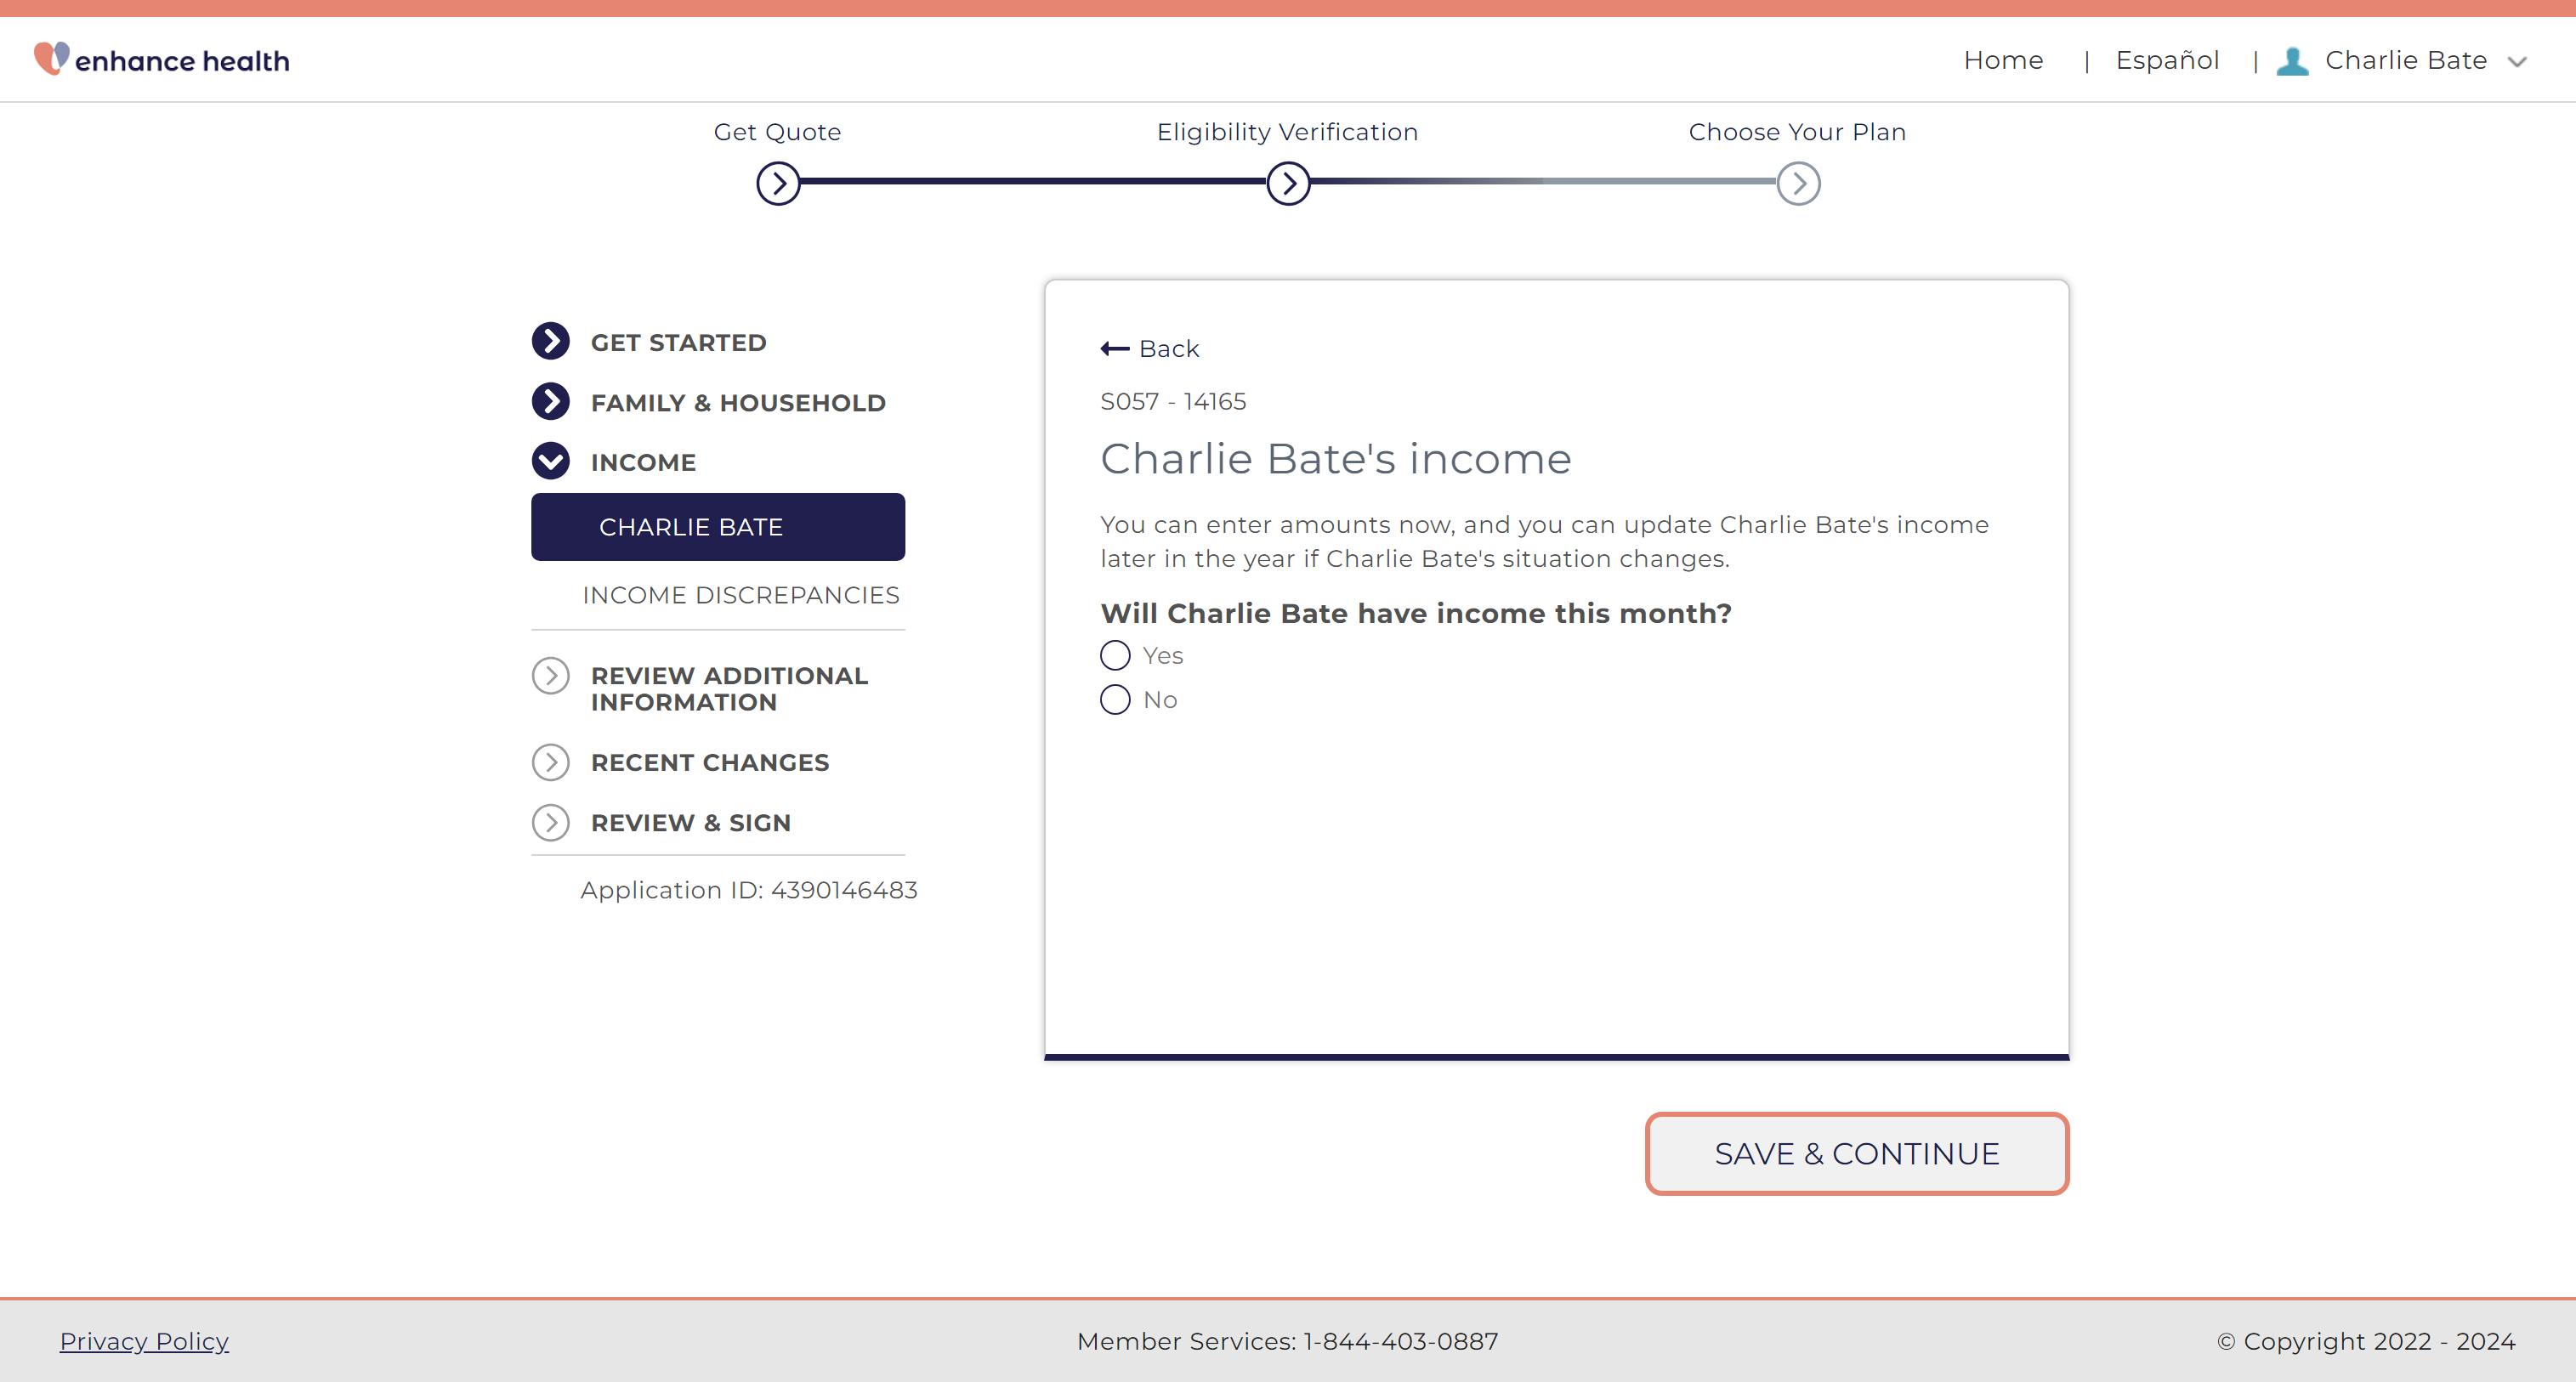 enhance health
Home | Español | Charlie Bate
Get Quote
Eligibility Verification
Choose Your Plan
GET STARTED
FAMILY & HOUSEHOLD
INCOME
CHARLIE BATE
INCOME DISCREPANCIES
REVIEW ADDITIONAL
INFORMATION
RECENT CHANGES
REVIEW & SIGN
Application ID: 4390146483
Back
S057 - 14165
Charlie Bate's income
You can enter amounts now, and you can update Charlie Bate's income
later in the year if Charlie Bate's situation changes.
Will Charlie Bate have income this month?
Yes
No
SAVE & CONTINUE
Privacy Policy
Member Services: 1-844-403-0887
© Copyright 2022 - 2024